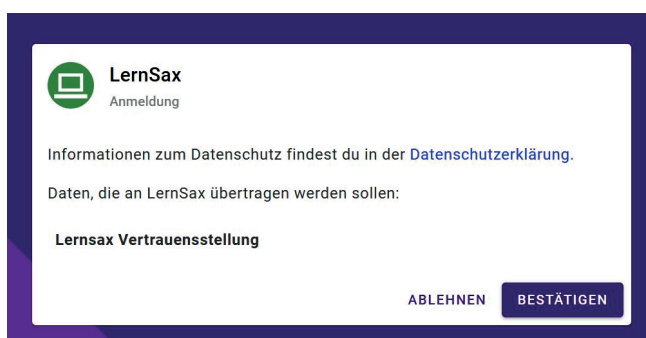 LernSax
Anmeldung
Informationen zum Datenschutz findest du in der Datenschutzerklärung.
Daten, die an LernSax übertragen werden sollen:
Lernsax Vertrauensstellung
ABLEHNEN BESTÄTIGEN